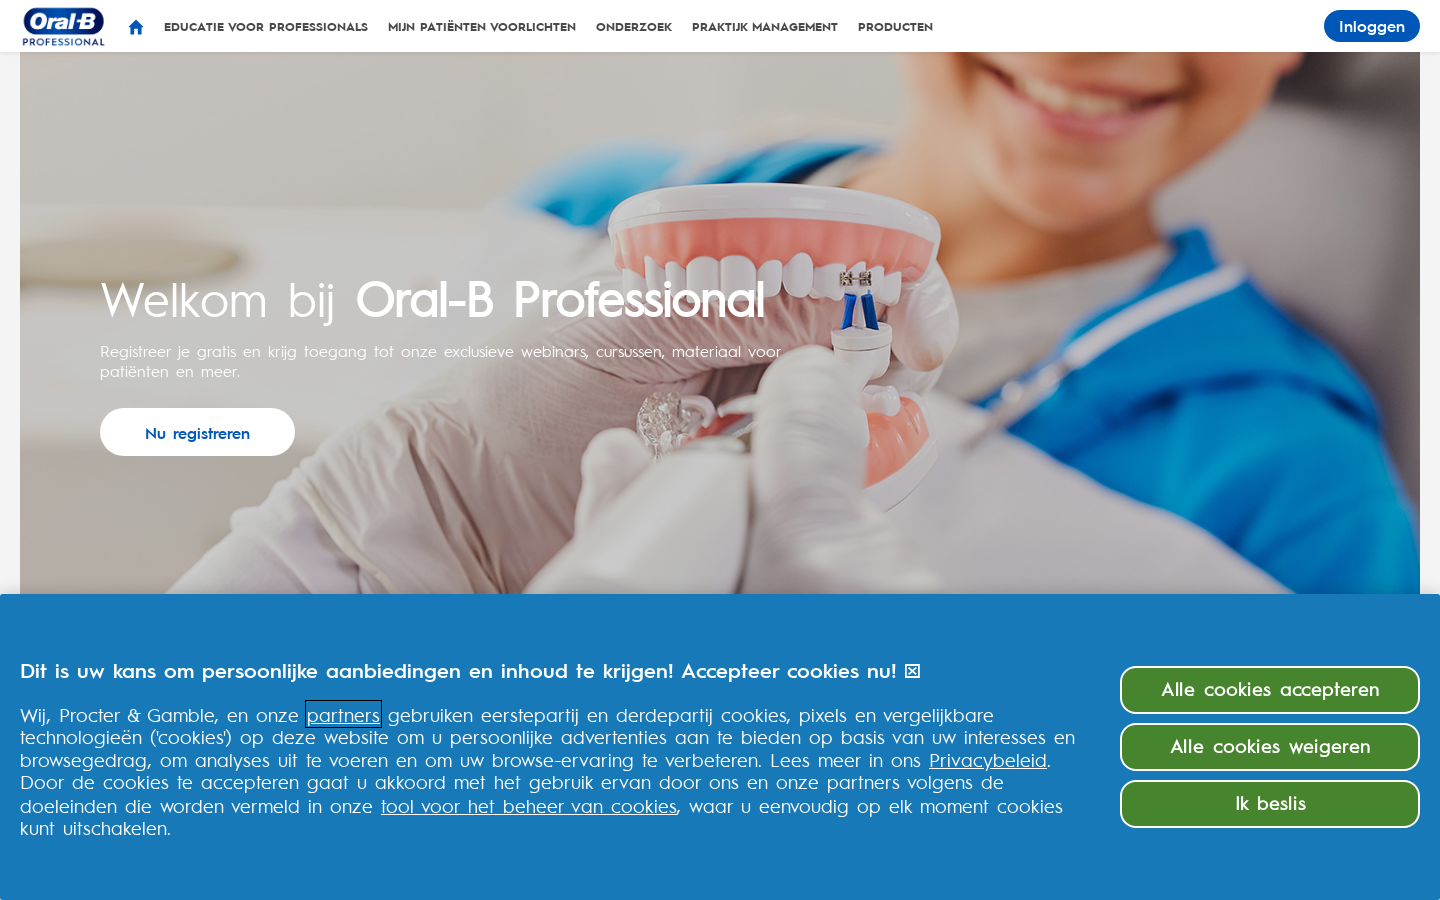 Oral-B
PROFESSIONAL
EDUCATIE VOOR PROFESSIONALS
MIJN PATIËNTEN VOORLICHTEN
ONDERZOEK
PRAKTIJK MANAGEMENT
PRODUCTEN
Inloggen
Welkom bij Oral-B Professional
Registreer je gratis en krijg toegang tot onze exclusieve webinars, cursussen, materiaal voor
patiënten en meer.
Nu registreren
Dit is uw kans om persoonlijke aanbiedingen en inhoud te krijgen! Accepteer cookies nu!
Wij, Procter & Gamble, en onze partners gebruiken eerstepartij en derdepartij cookies, pixels en vergelijkbare
technologieën ('cookies') op deze website om u persoonlijke advertenties aan te bieden op basis van uw interesses en
browsegedrag, om analyses uit te voeren en om uw browse-ervaring te verbeteren. Lees meer in ons Privacybeleid.
Door de cookies te accepteren gaat u akkoord met het gebruik ervan door ons en onze partners volgens de
doeleinden die worden vermeld in onze tool voor het beheer van cookies, waar u eenvoudig op elk moment cookies
kunt uitschakelen.
Alle cookies accepteren
Alle cookies weigeren
Ik beslis